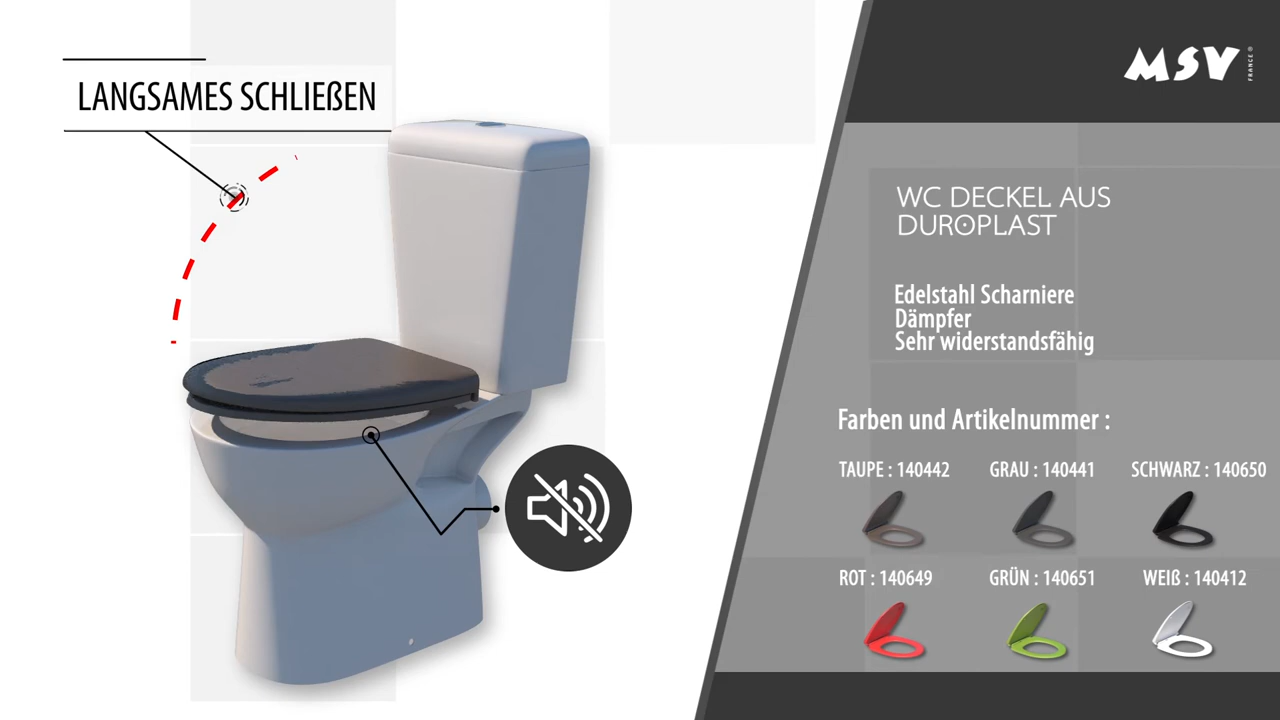 LANGSAMES SCHLIEßEN
MSV
FRANCE ®
WC DECKEL AUS
DUROPLAST
Edelstahl Scharniere
Dämpfer
Sehr widerstandsfähig
Farben und Artikelnummer :
TAUPE : 140442 GRAU : 140441 SCHWARZ : 140650
ROT : 140649 GRÜN : 140651 WEIß : 140412